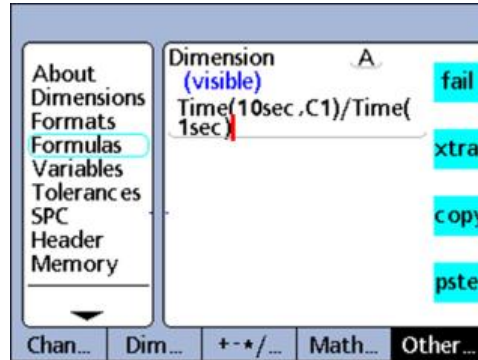 About
Dimensions
Formats
Formulas
Variables
Tolerances
SPC
Header
Memory
Dimension A
(visible)
Time(10sec,C1)/Time(
1sec)
fail
xtra
copy
pste
Chan...
Dim...
+-*/...
Math...
Other...